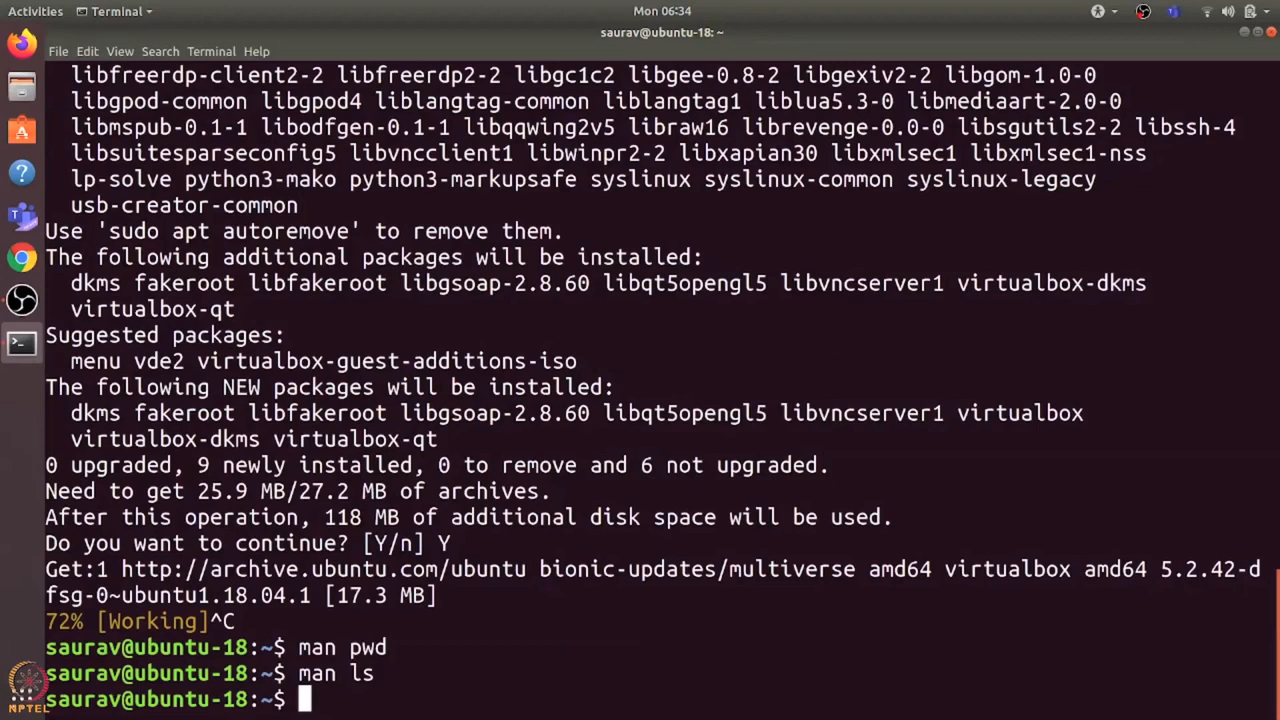 Activities Terminal Mon 06:34
saurav@ubuntu-18: ~
File Edit View Search Terminal Help
libfreerdp-client2-2 libfreerdp2-2 libgc1c2 libgee-0.8-2 libgexiv2-2 libgom-1.0-0
libgpod-common libgpod4 liblangtag-common liblangtag1 liblua5.3-0 libmediaart-2.0-0
libmspub-0.1-1 libodfgen-0.1-1 libqqwing2v5 libraw16 librevenge-0.0-0 libsgutils2-2 libssh-4
libsuitesparseconfig5 libvncclient1 libwinpr2-2 libxapian30 libxmlsec1 libxmlsec1-nss
lp-solve python3-mako python3-markupsafe syslinux syslinux-common syslinux-legacy
usb-creator-common
Use 'sudo apt autoremove' to remove them.
The following additional packages will be installed:
dkms fakeroot libfakeroot libgsoap-2.8.60 libqt5opengl5 libvncserver1 virtualbox-dkms
virtualbox-qt
Suggested packages:
menu vde2 virtualbox-guest-additions-iso
The following NEW packages will be installed:
dkms fakeroot libfakeroot libgsoap-2.8.60 libqt5opengl5 libvncserver1 virtualbox
virtualbox-dkms virtualbox-qt
0 upgraded, 9 newly installed, 0 to remove and 6 not upgraded.
Need to get 25.9 MB/27.2 MB of archives.
After this operation, 118 MB of additional disk space will be used.
Do you want to continue? [Y/n] Y
Get:1 http://archive.ubuntu.com/ubuntu bionic-updates/multiverse amd64 virtualbox amd64 5.2.42-d
fsg-0~ubuntu1.18.04.1 [17.3 MB]
72% [Working]^C
saurav@ubuntu-18:~$ man pwd
saurav@ubuntu-18:~$ man ls
saurav@ubuntu-18:~$
NPTEL